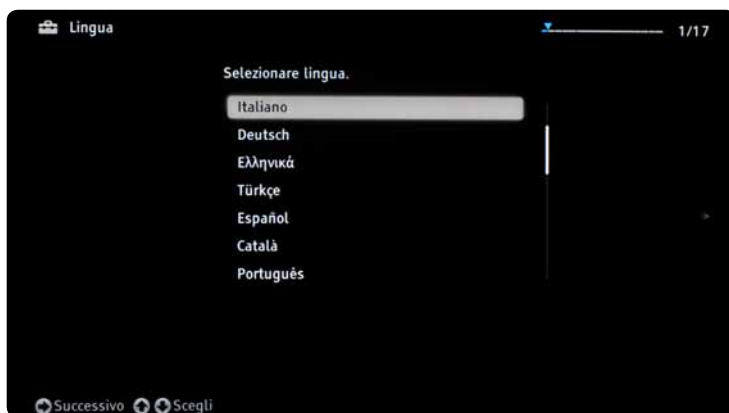 Lingua
1/17
Selezionare lingua.
Italiano
Deutsch
Ελληνικά
Türkçe
Español
Català
Português
Successivo Scegli